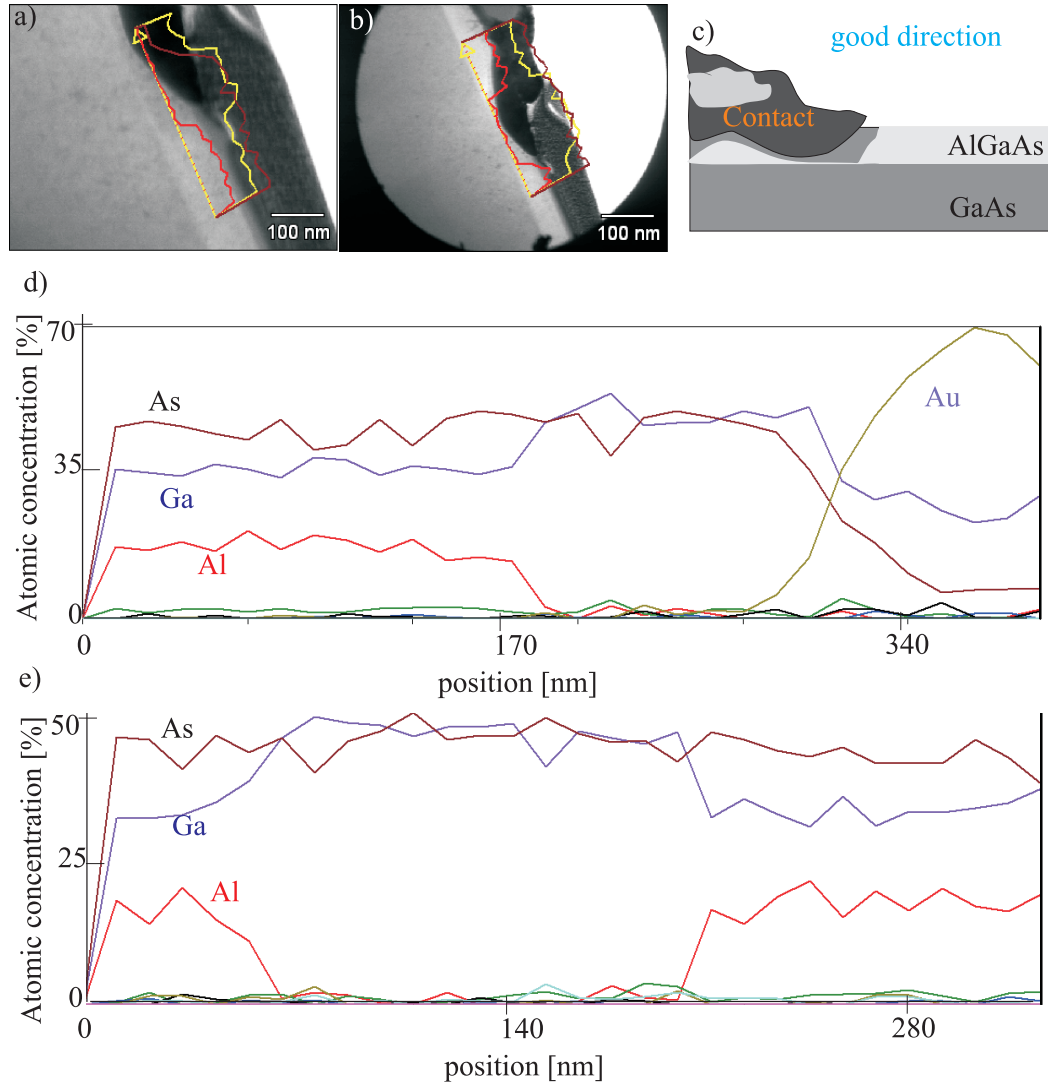 a)
100 nm
b)
100 nm
c)
good direction
Contact
AlGaAs
GaAs
d)
Atomic concentration [%]
70
35
0
As
Ga
Al
Au
0 170 340
position [nm]
e)
Atomic concentration [%]
50
25
0
As
Ga
Al
0 140 280
position [nm]